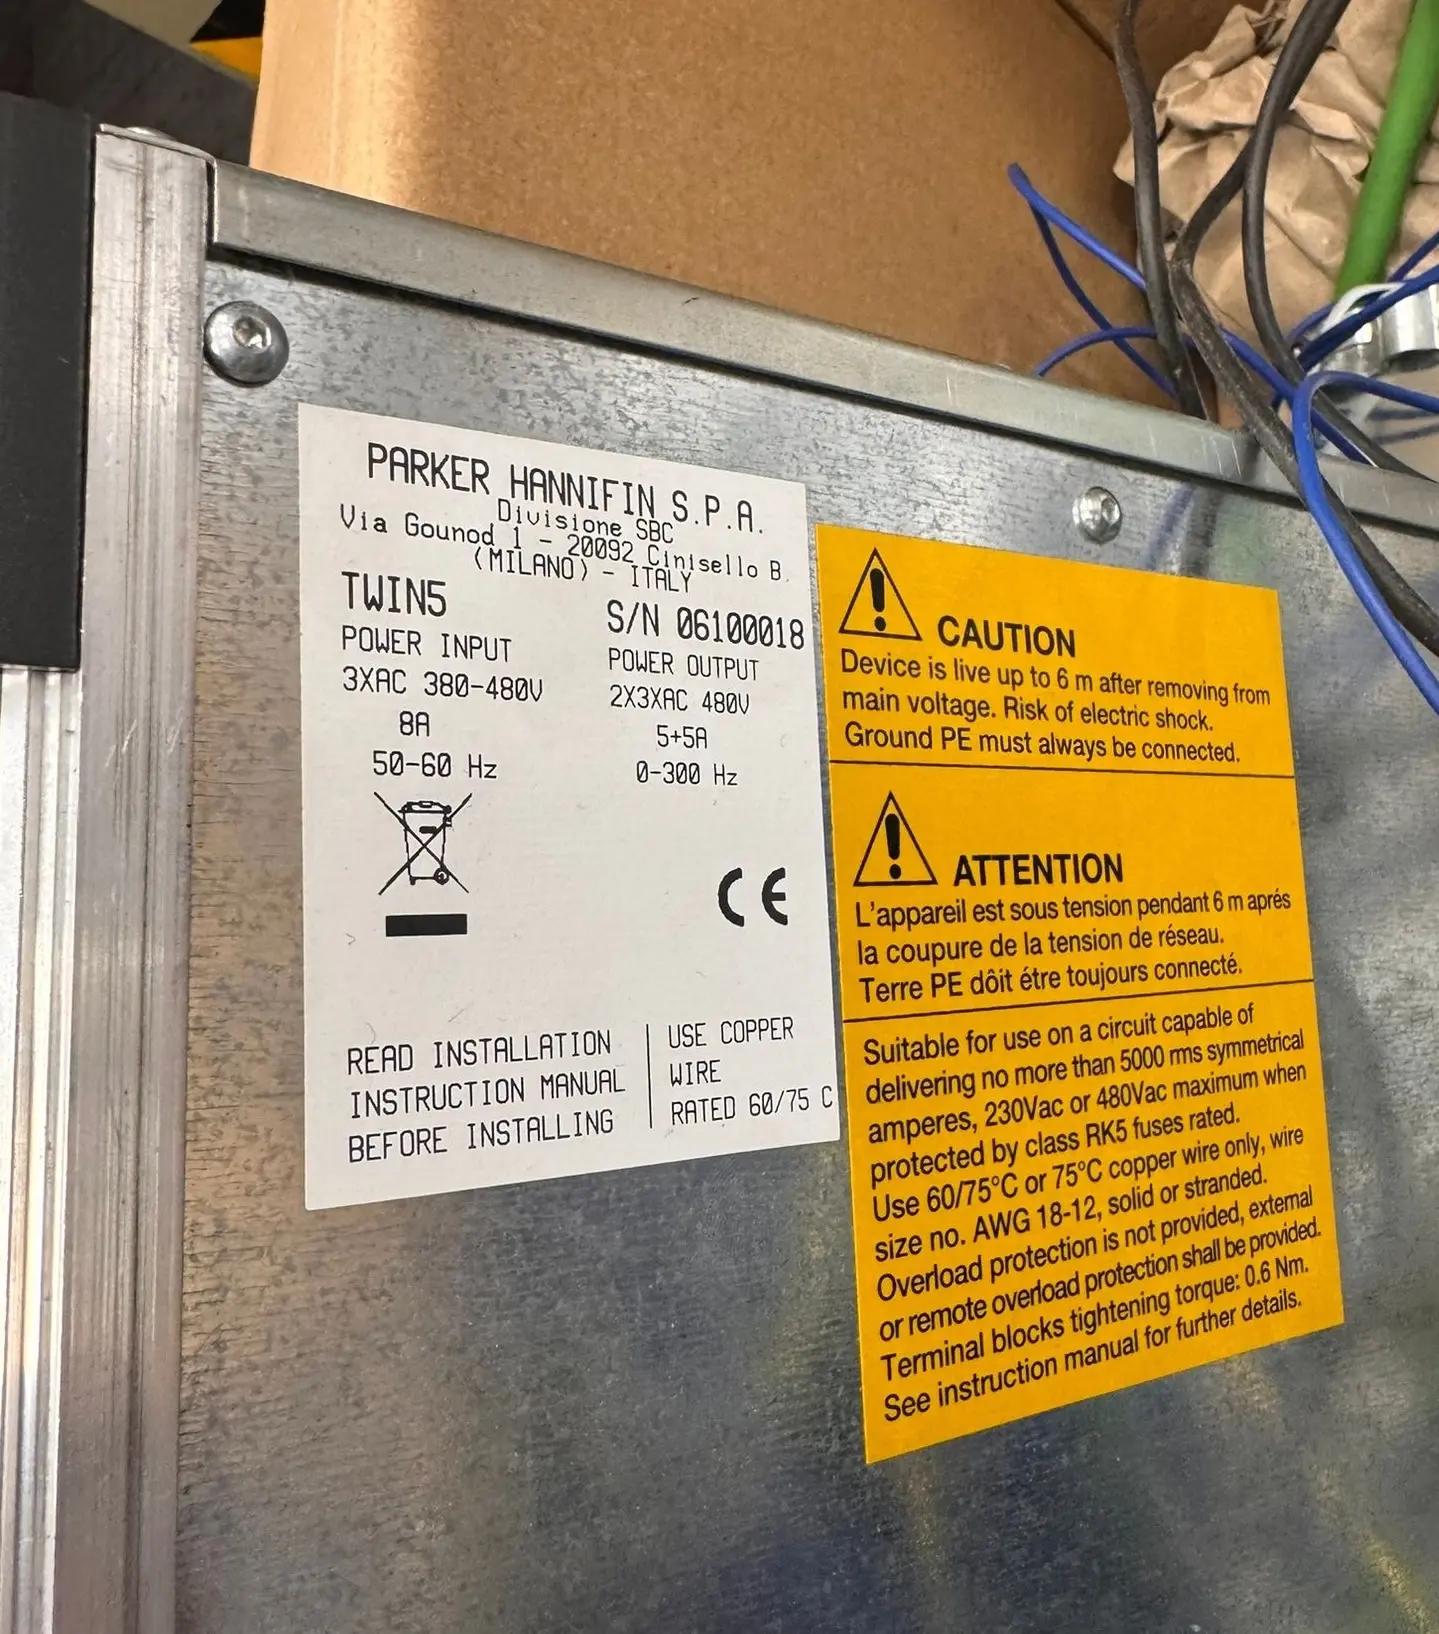 PARKER HANNIFIN S.P.A.
Divisione SBC
Via Gounod 1 - 20092 Cinisello B.
(MILANO) - ITALY
TWIN5
S/N 06100018
POWER INPUT
POWER OUTPUT
3XAC 380-480V
2X3XAC 480V
8A
5+5A
50-60 Hz
0-300 Hz
CE
READ INSTALLATION
INSTRUCTION MANUAL
BEFORE INSTALLING
USE COPPER
WIRE
RATED 60/75 C
CAUTION
Device is live up to 6 m after removing from
main voltage. Risk of electric shock.
Ground PE must always be connected.
ATTENTION
L'appareil est sous tension pendant 6 m aprés
la coupure de la tension de réseau.
Terre PE dôit étre toujours connecté.
Suitable for use on a circuit capable of
delivering no more than 5000 rms symmetrical
amperes, 230Vac or 480Vac maximum when
protected by class RK5 fuses rated.
Use 60/75°C or 75°C copper wire only, wire
size no. AWG 18-12, solid or stranded.
Overload protection is not provided, external
or remote overload protection shall be provided.
Terminal blocks tightening torque: 0.6 Nm.
See instruction manual for further details.